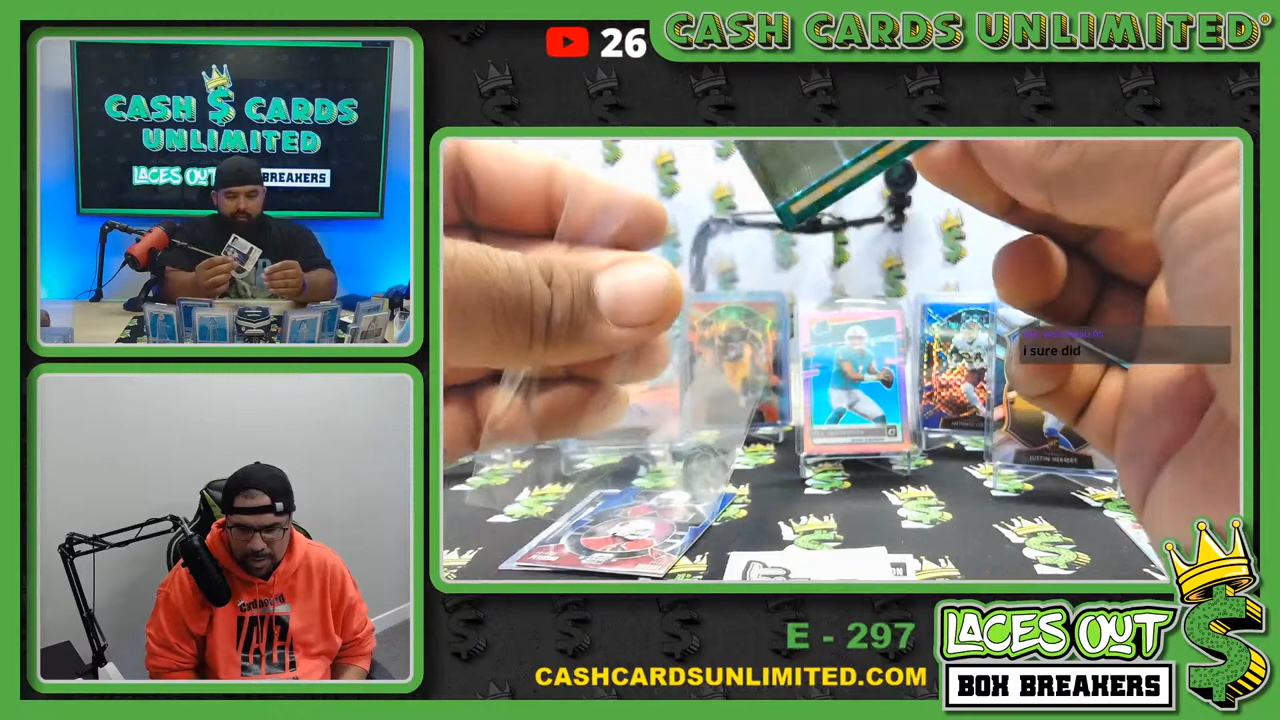 26
CASH CARDS UNLIMITED®
CASH $ CARDS
UNLIMITED
LACES OUT
BREAKERS
i sure did
JUSTIN HERBERT
E - 297
CASHCARDSUNLIMITED.COM
LACES OUT
BOX BREAKERS